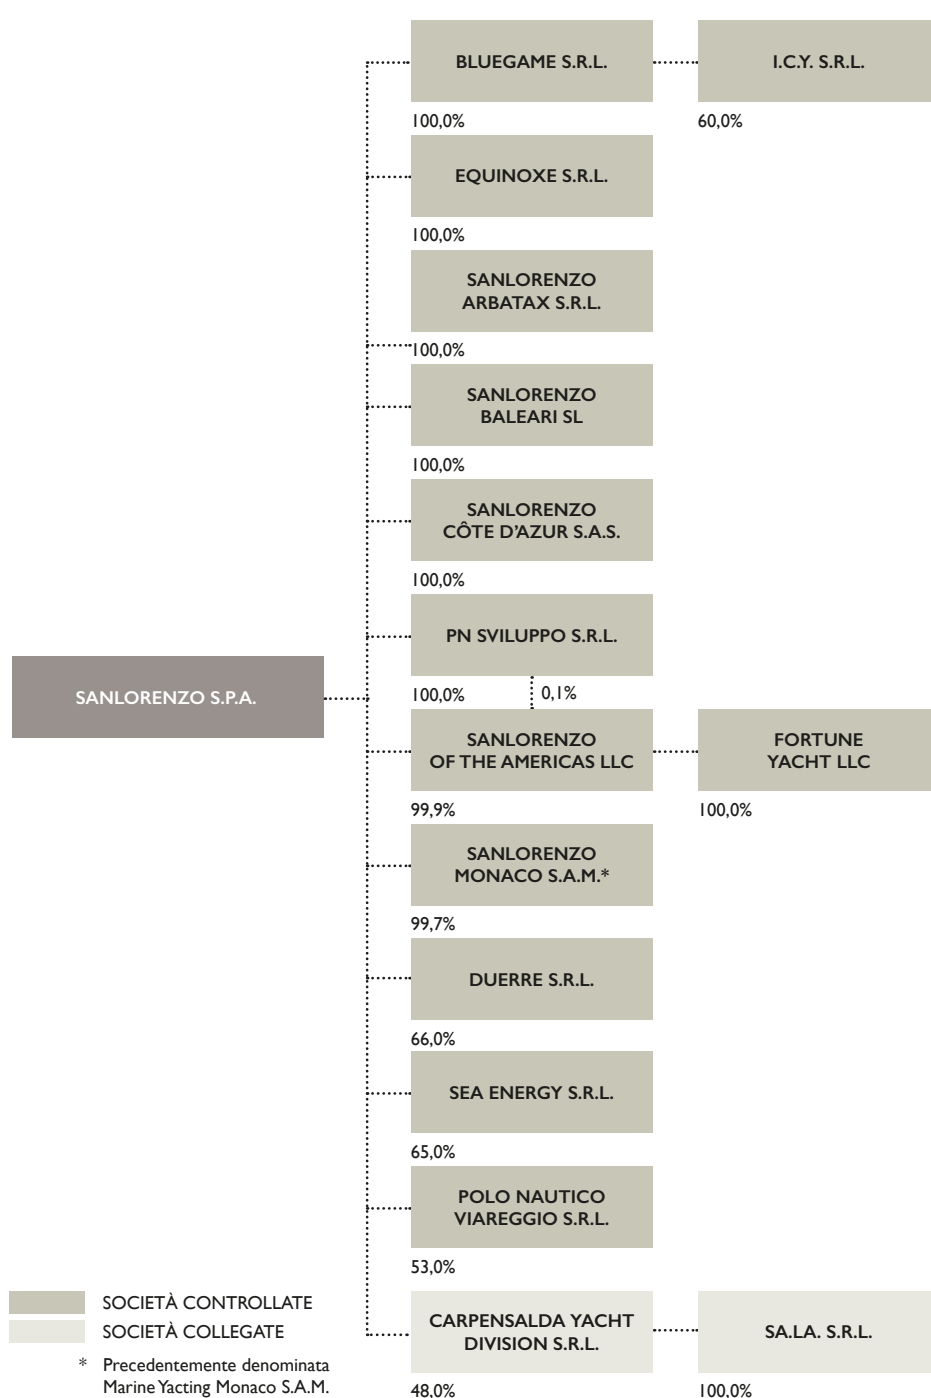 BLUEGAME S.R.L.
I.C.Y. S.R.L.
100,0%
60,0%
EQUINOXE S.R.L.
100,0%
SANLORENZO
ARBATAX S.R.L.
100,0%
SANLORENZO
BALEARI SL
100,0%
SANLORENZO
CÔTE D'AZUR S.A.S.
100,0%
PN SVILUPPO S.R.L.
SANLORENZO S.P.A.
100,0%
0,1%
SANLORENZO
OF THE AMERICAS LLC
FORTUNE
YACHT LLC
99,9%
100,0%
SANLORENZO
MONACO S.A.M.*
99,7%
DUERRE S.R.L.
66,0%
SEA ENERGY S.R.L.
65,0%
POLO NAUTICO
VIAREGGIO S.R.L.
53,0%
CARPENSALDA YACHT
DIVISION S.R.L.
SA.LA. S.R.L.
48,0%
100,0%
SOCIETÀ CONTROLLATE
SOCIETÀ COLLEGATE
* Precedentemente denominata
Marine Yacting Monaco S.A.M.